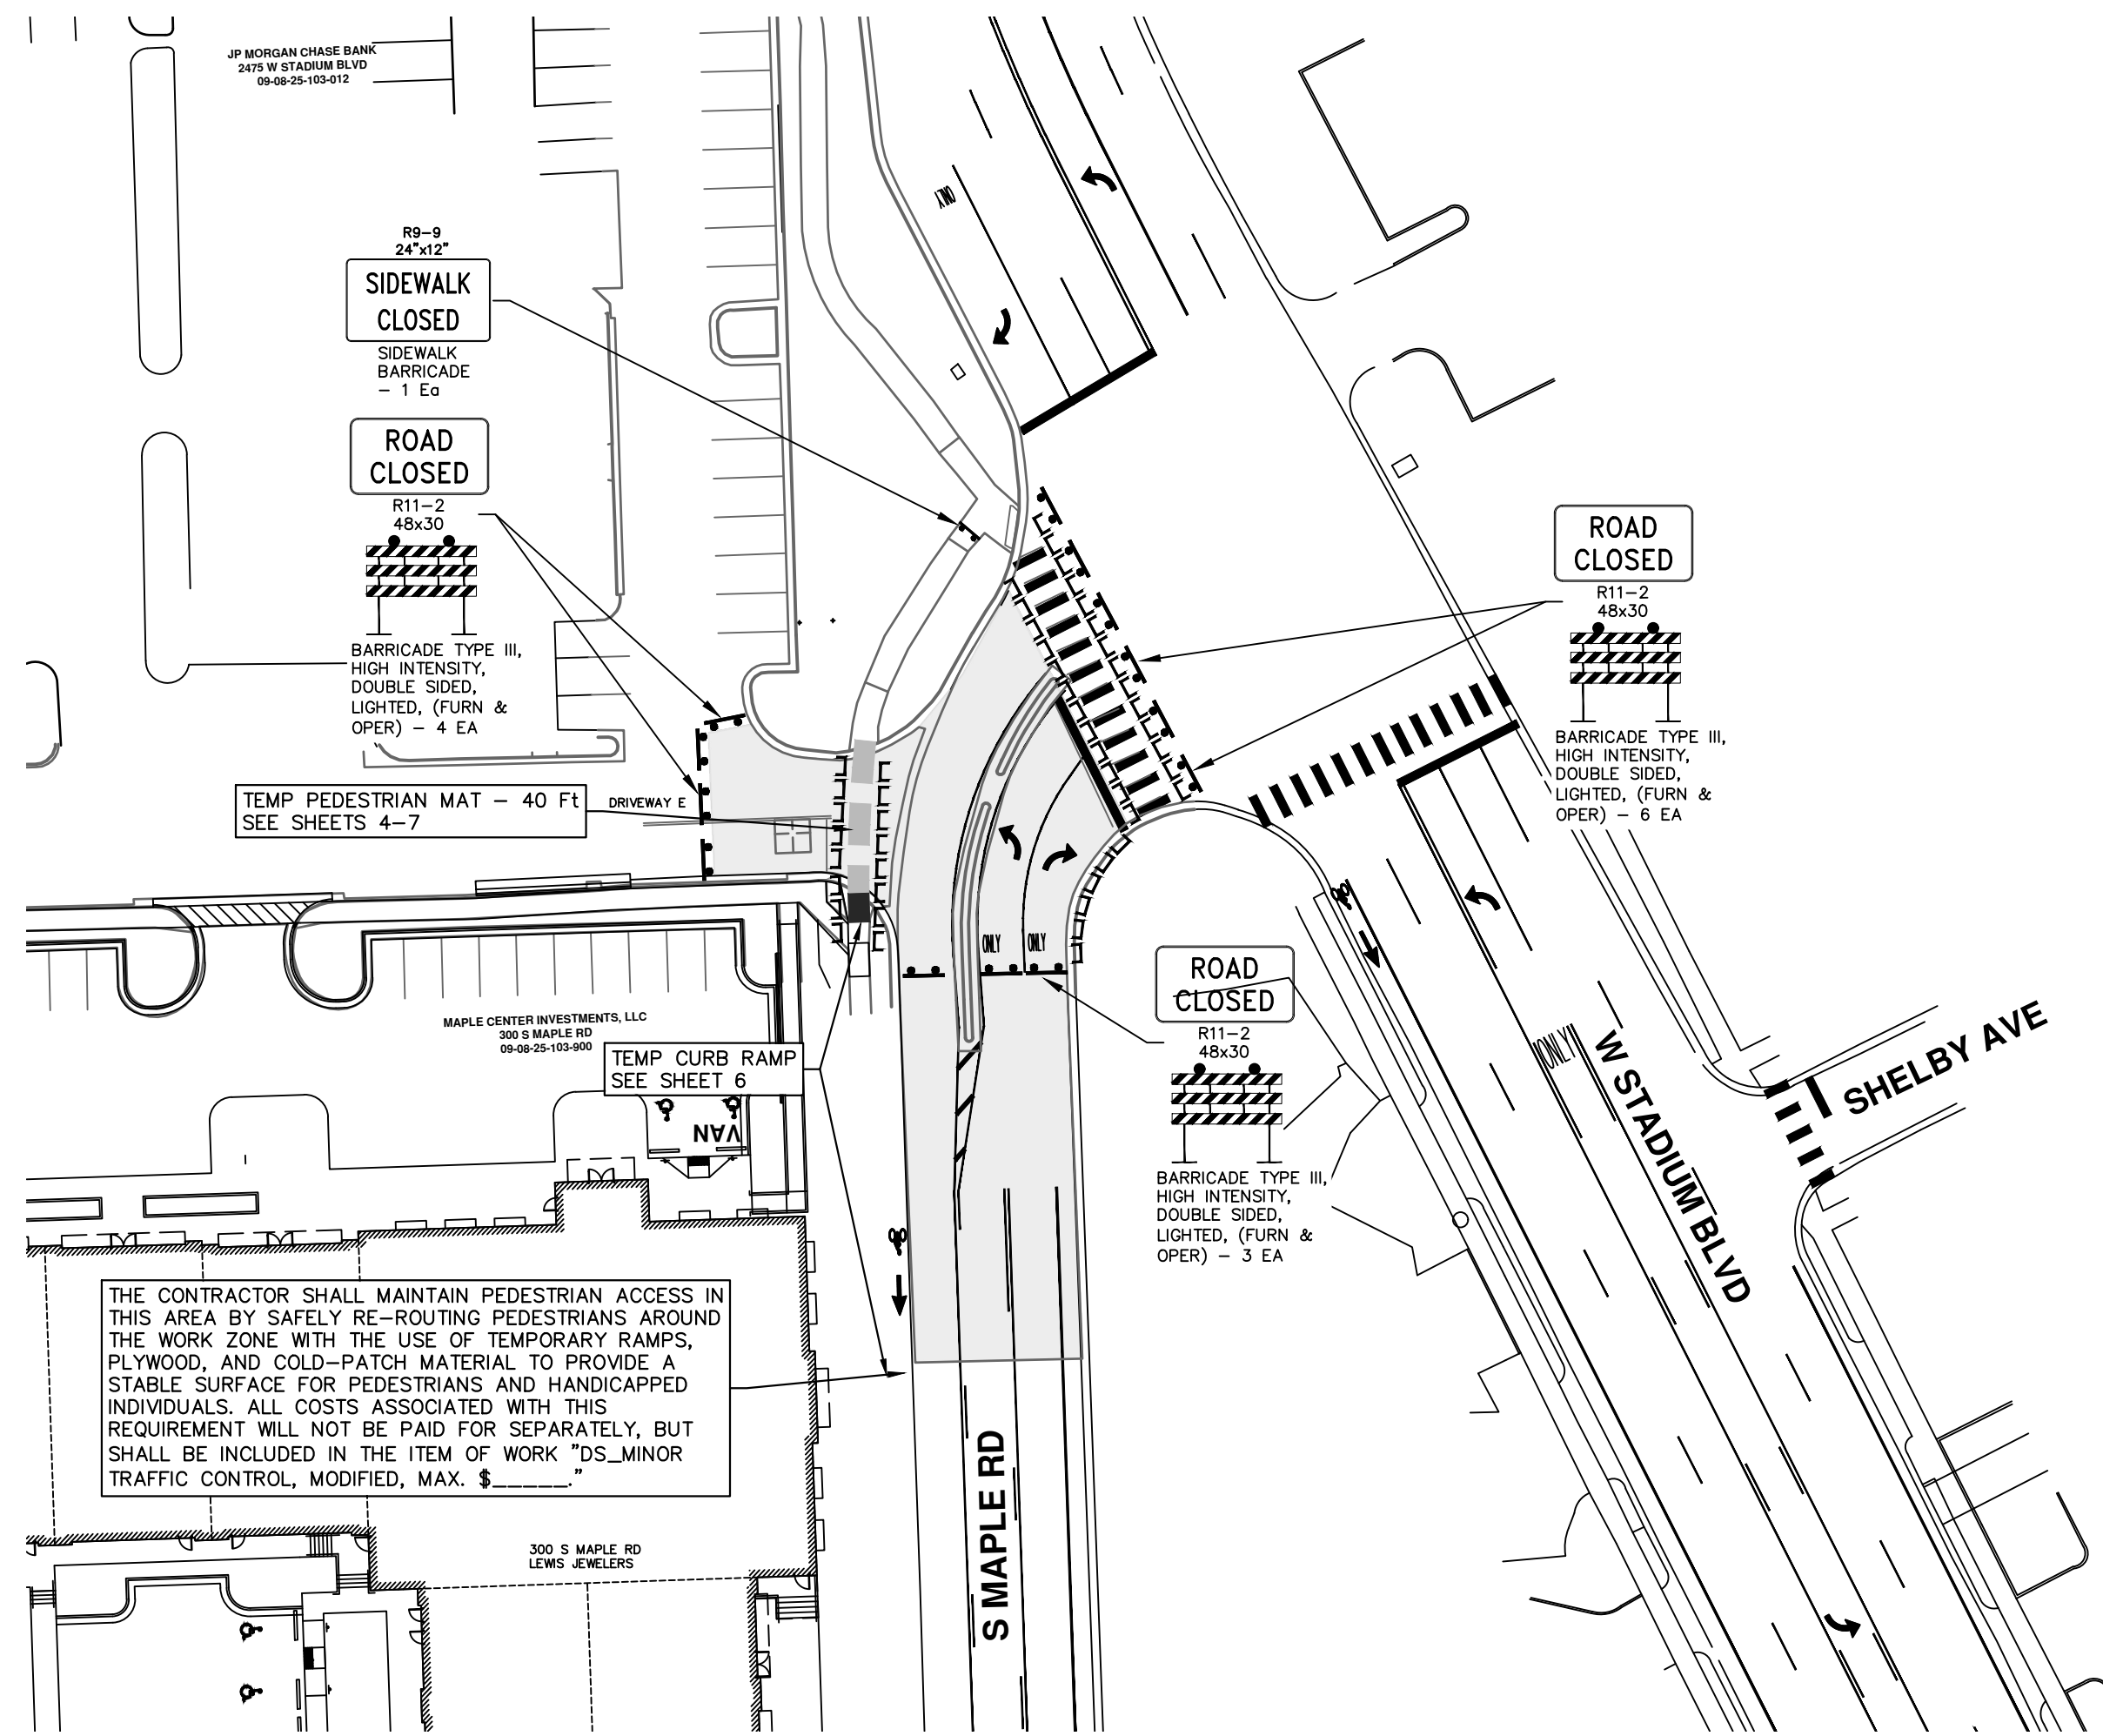 JP MORGAN CHASE BANK
2475 W STADIUM BLVD
09-08-25-103-012
ONLY
R9-9
24"x12"
SIDEWALK
CLOSED
SIDEWALK
BARRICADE
- 1 Ea
ROAD
CLOSED
R11-2
48x30
BARRICADE TYPE III,
HIGH INTENSITY,
DOUBLE SIDED,
LIGHTED, (FURN &
OPER) - 4 EA
ROAD
CLOSED
R11-2
48x30
BARRICADE TYPE III,
HIGH INTENSITY,
DOUBLE SIDED,
LIGHTED, (FURN &
OPER) - 6 EA
TEMP PEDESTRIAN MAT - 40 Ft
SEE SHEETS 4-7
DRIVEWAY E
ONLY
ONLY
ROAD
CLOSED
R11-2
48x30
BARRICADE TYPE III,
HIGH INTENSITY,
DOUBLE SIDED,
LIGHTED, (FURN &
OPER) - 3 EA
MAPLE CENTER INVESTMENTS, LLC
300 S MAPLE RD
09-08-25-103-900
TEMP CURB RAMP
SEE SHEET 6
VAN
ONLY
W STADIUM BLVD
SHELBY AVE
THE CONTRACTOR SHALL MAINTAIN PEDESTRIAN ACCESS IN
THIS AREA BY SAFELY RE-ROUTING PEDESTRIANS AROUND
THE WORK ZONE WITH THE USE OF TEMPORARY RAMPS,
PLYWOOD, AND COLD-PATCH MATERIAL TO PROVIDE A
STABLE SURFACE FOR PEDESTRIANS AND HANDICAPPED
INDIVIDUALS. ALL COSTS ASSOCIATED WITH THIS
REQUIREMENT WILL NOT BE PAID FOR SEPARATELY, BUT
SHALL BE INCLUDED IN THE ITEM OF WORK "DS_MINOR
TRAFFIC CONTROL, MODIFIED, MAX. $_____."
S MAPLE RD
300 S MAPLE RD
LEWIS JEWELERS